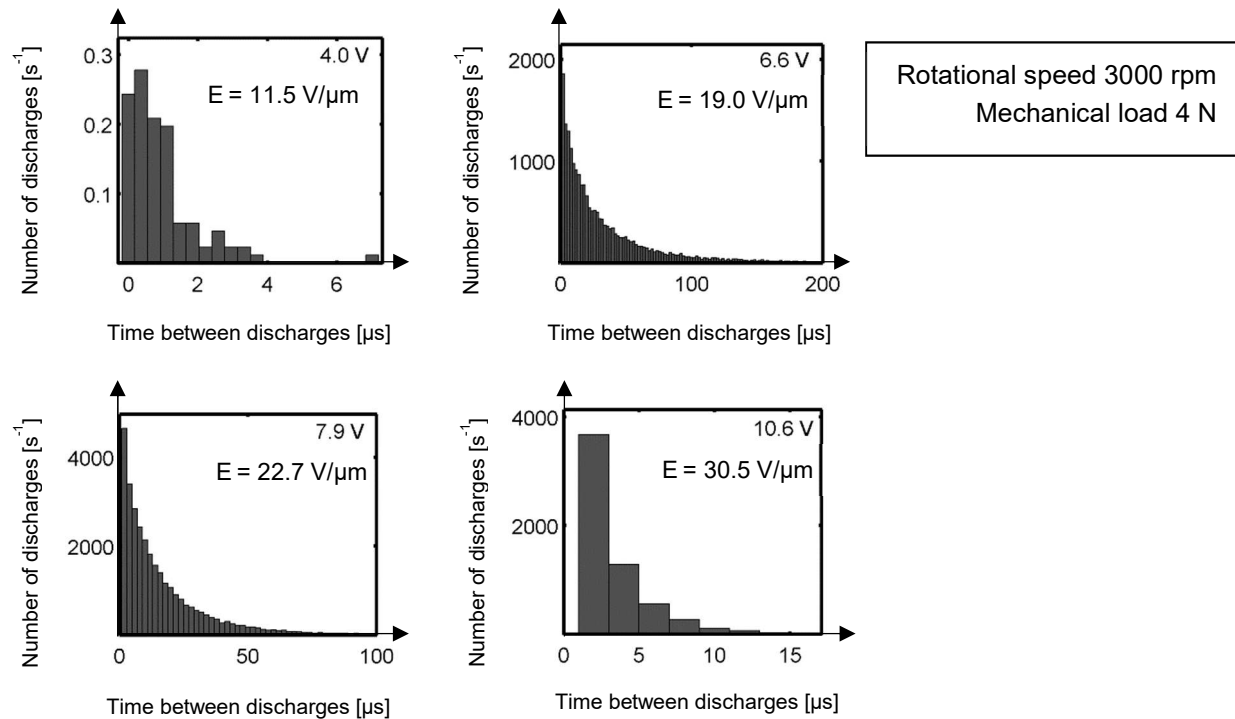 Number of discharges [s⁻¹]
0.3
0.2
0.1
4.0 V
E = 11.5 V/µm
0 2 4 6
Time between discharges [µs]
Number of discharges [s⁻¹]
2000
1000
6.6 V
E = 19.0 V/µm
0 100 200
Time between discharges [µs]
Rotational speed 3000 rpm
Mechanical load 4 N
Number of discharges [s⁻¹]
4000
2000
7.9 V
E = 22.7 V/µm
0 50 100
Time between discharges [µs]
Number of discharges [s⁻¹]
4000
2000
0
10.6 V
E = 30.5 V/µm
0 5 10 15
Time between discharges [µs]